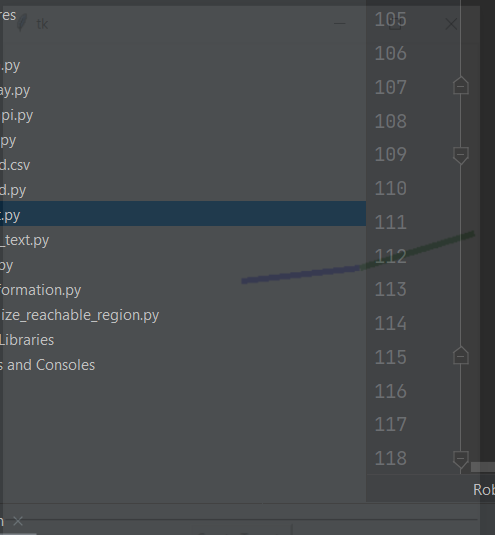 res
tk
105
.py
106
ay.py
107
pi.py
108
py
109
d.csv
110
d.py
111
.py
112
_text.py
113
py
formation.py
114
ize_reachable_region.py
115
Libraries
116
s and Consoles
117
118
Rob
n